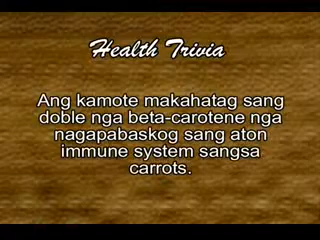 Health Trivia
Ang kamote makahatag sang
doble nga beta-carotene nga
nagapabaskog sang aton
immune system sangsa
carrots.